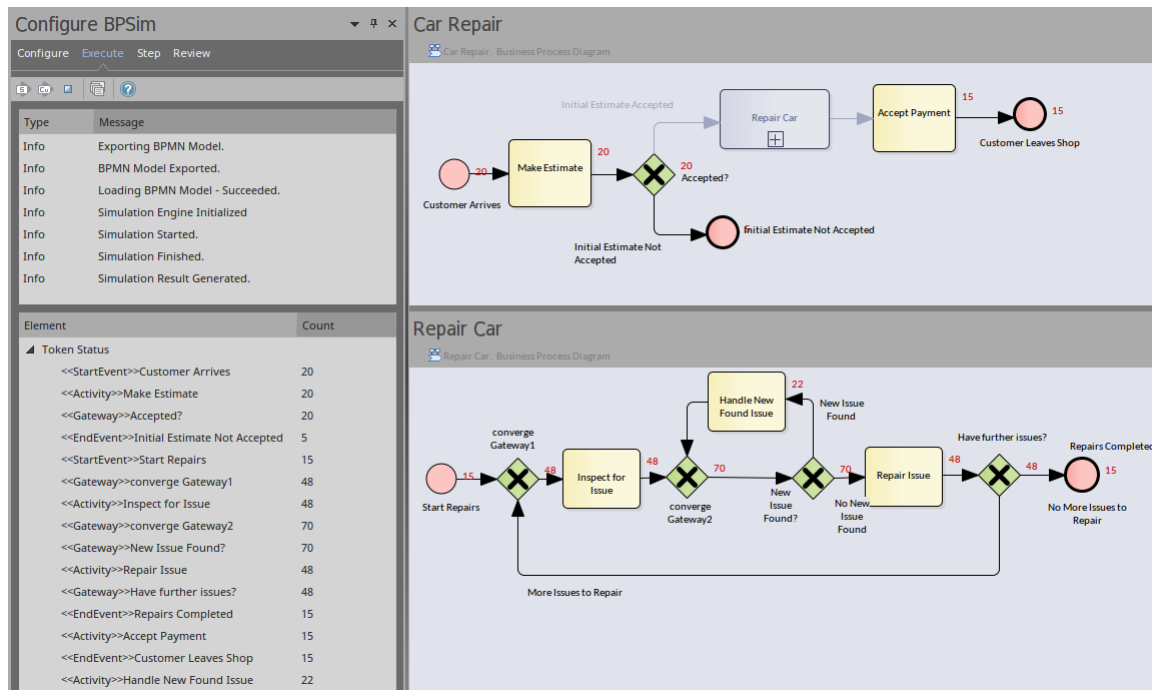 Configure BPSim
Configure Execute Step Review
Type Message
Info Exporting BPMN Model.
Info BPMN Model Exported.
Info Loading BPMN Model - Succeeded.
Info Simulation Engine Initialized
Info Simulation Started.
Info Simulation Finished.
Info Simulation Result Generated.
Element Count
Token Status
<<StartEvent>>Customer Arrives 20
<<Activity>>Make Estimate 20
<<Gateway>>Accepted? 20
<<EndEvent>>Initial Estimate Not Accepted 5
<<StartEvent>>Start Repairs 15
<<Gateway>>converge Gateway1 48
<<Activity>>Inspect for Issue 48
<<Gateway>>converge Gateway2 70
<<Gateway>>New Issue Found? 70
<<Activity>>Repair Issue 48
<<Gateway>>Have further issues? 48
<<EndEvent>>Repairs Completed 15
<<Activity>>Accept Payment 15
<<EndEvent>>Customer Leaves Shop 15
<<Activity>>Handle New Found Issue 22
Car Repair
Car Repair. Business Process Diagram
Initial Estimate Accepted
Repair Car
Accept Payment
15
15
Customer Leaves Shop
20
Make Estimate
20
20
Accepted?
Customer Arrives
Initial Estimate Not Accepted
Initial Estimate Not
Accepted
Repair Car
Repair Car. Business Process Diagram
Handle New
Found Issue
22
New Issue
Found
converge
Gateway1
Have further issues?
Repairs Completed
15
48
Inspect for
Issue
48
70
70
Repair Issue
48
48
15
Start Repairs
converge
Gateway2
New
Issue
Found?
No New
Issue
Found
No More Issues to
Repair
More Issues to Repair